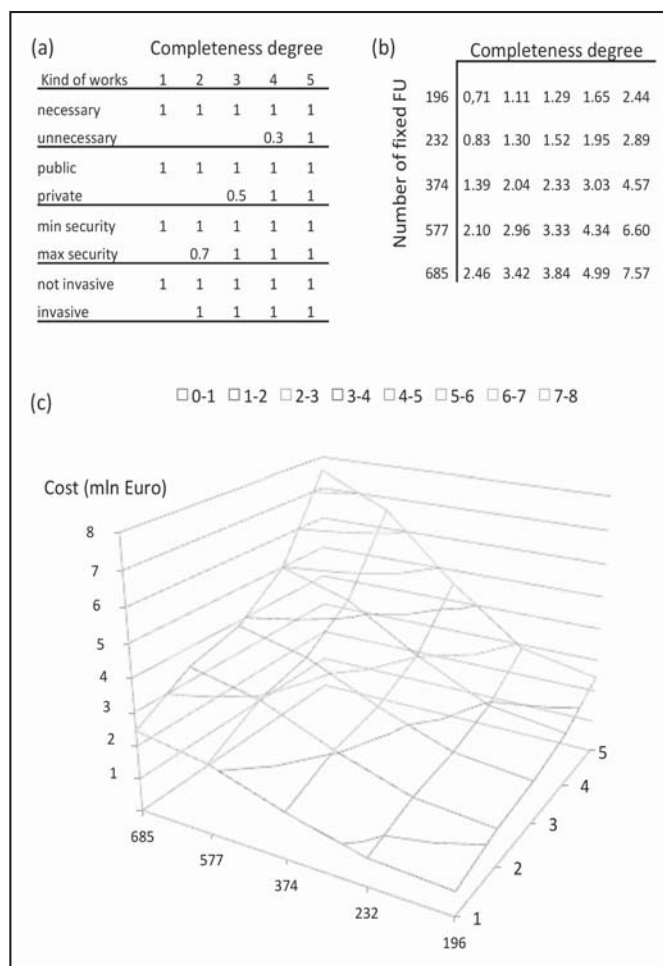 (a) Completeness degree
Kind of works 1 2 3 4 5
necessary 1 1 1 1 1
unnecessary 0.3 1
public 1 1 1 1 1
private 0.5 1 1
min security 1 1 1 1 1
max security 0.7 1 1 1
not invasive 1 1 1 1 1
invasive 1 1 1 1
(b) Completeness degree
Number of fixed FU
196 0,71 1.11 1.29 1.65 2.44
232 0.83 1.30 1.52 1.95 2.89
374 1.39 2.04 2.33 3.03 4.57
577 2.10 2.96 3.33 4.34 6.60
685 2.46 3.42 3.84 4.99 7.57
(c)
0-1 1-2 2-3 3-4 4-5 5-6 6-7 7-8
Cost (mln Euro)
8
7
6
5
4
3
2
1
685
577
374
232
196
5
4
3
2
1